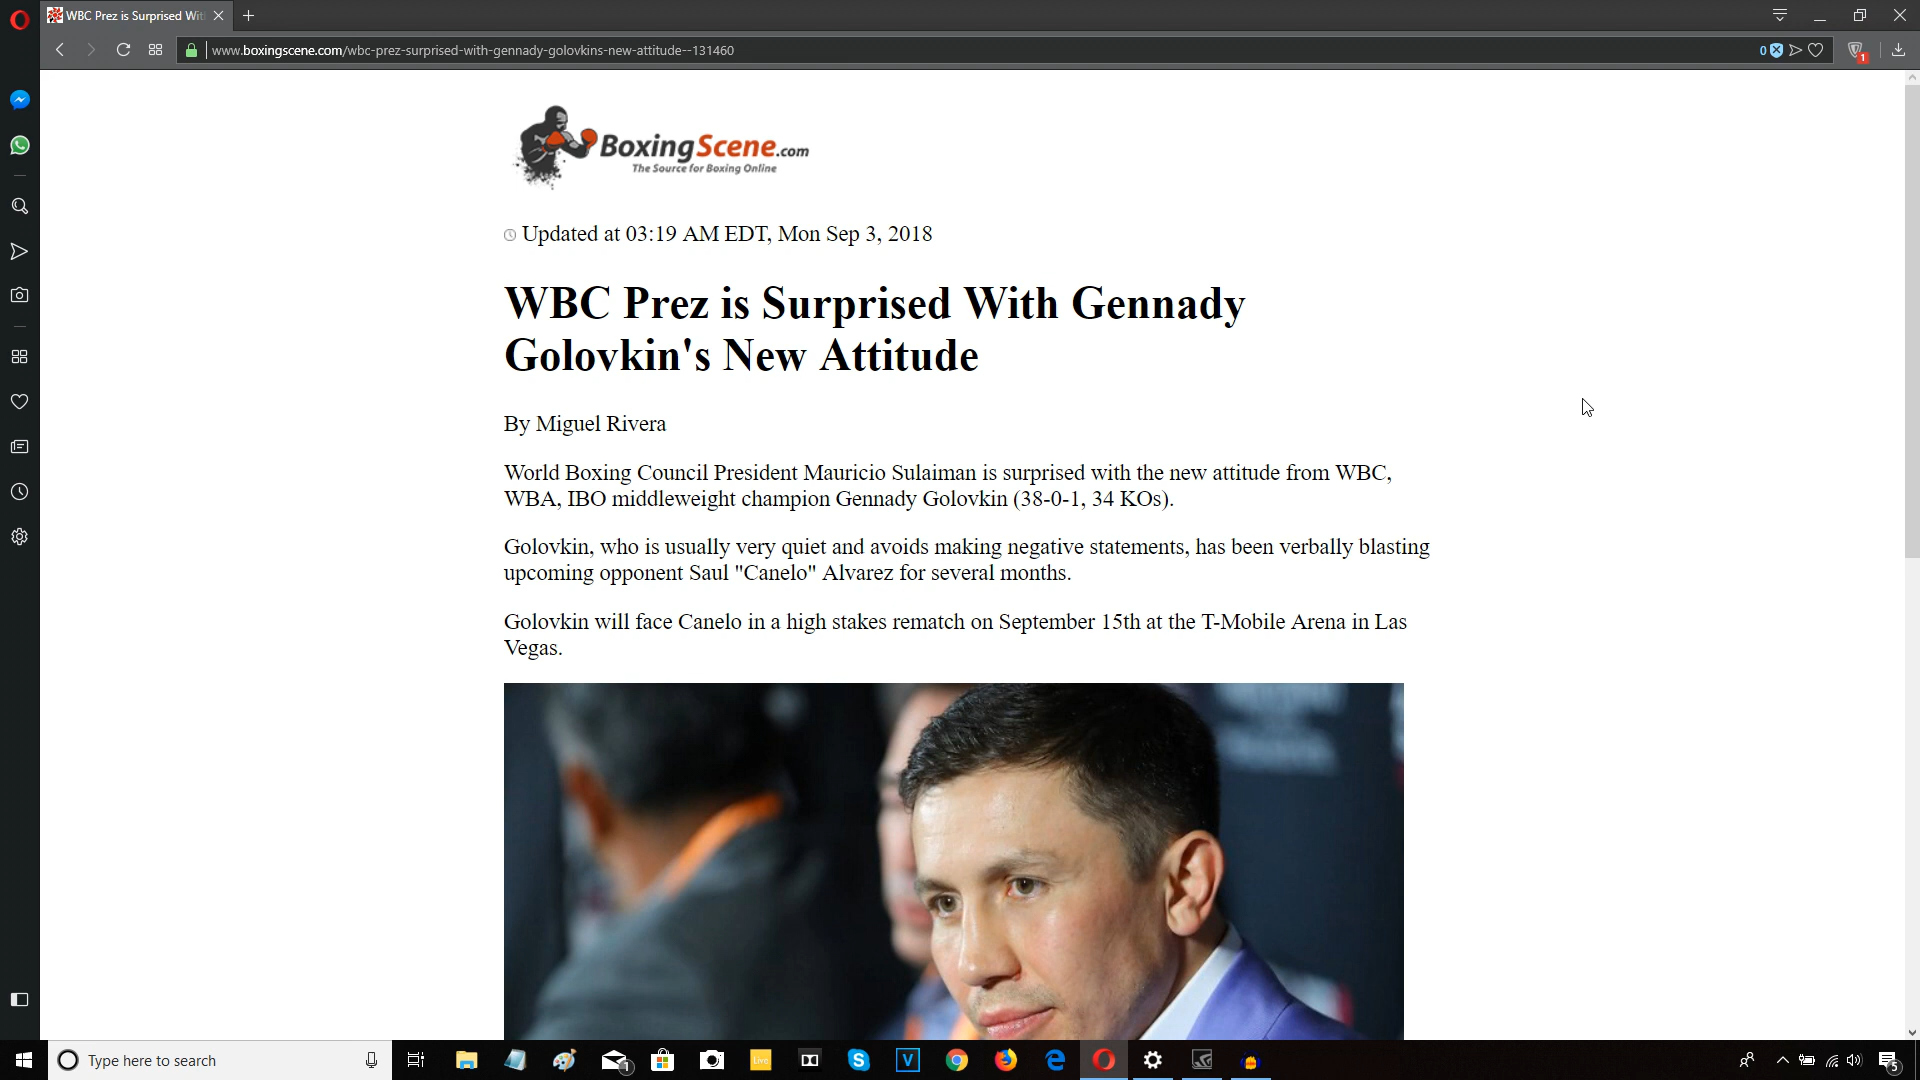 WBC Prez is Surprised Wit
www.boxingscene.com/wbc-prez-surprised-with-gennady-golovkins-new-attitude--131460
0
1
BoxingScene.com
The Source for Boxing Online
Updated at 03:19 AM EDT, Mon Sep 3, 2018
WBC Prez is Surprised With Gennady
Golovkin's New Attitude
By Miguel Rivera
World Boxing Council President Mauricio Sulaiman is surprised with the new attitude from WBC,
WBA, IBO middleweight champion Gennady Golovkin (38-0-1, 34 KOs).
Golovkin, who is usually very quiet and avoids making negative statements, has been verbally blasting
upcoming opponent Saul "Canelo" Alvarez for several months.
Golovkin will face Canelo in a high stakes rematch on September 15th at the T-Mobile Arena in Las
Vegas.
Type here to search
1
Live
V
5